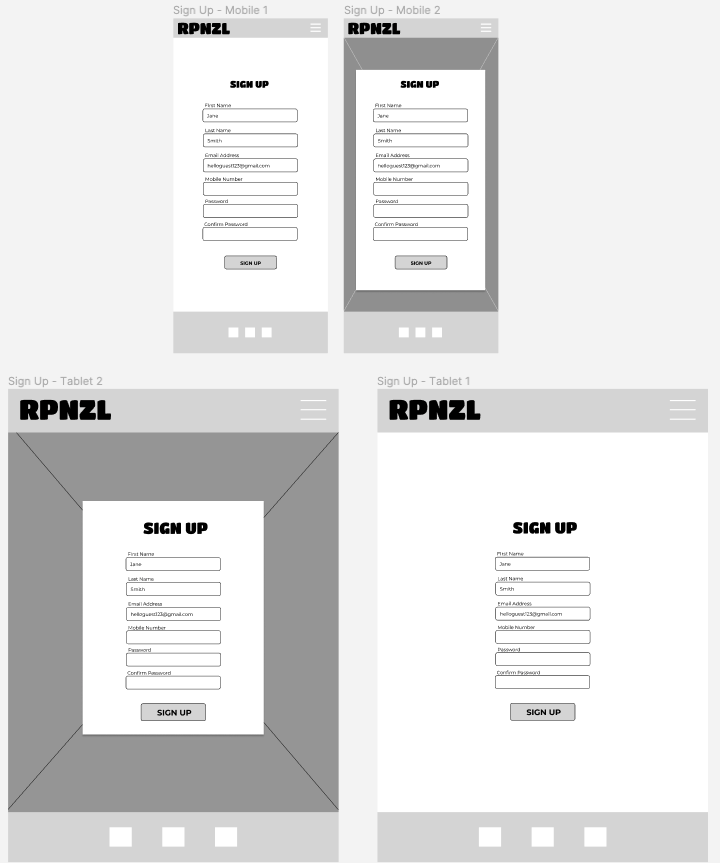 Sign Up - Mobile 1
RPNZL
SIGN UP
First Name
Jane
Last Name
Smith
Email Address
helloguest123@gmail.com
Mobile Number
Password
Confirm Password
SIGN UP
Sign Up - Mobile 2
RPNZL
SIGN UP
First Name
Jane
Last Name
Smith
Email Address
helloguest123@gmail.com
Mobile Number
Password
Confirm Password
SIGN UP
Sign Up - Tablet 2
RPNZL
SIGN UP
First Name
Jane
Last Name
Smith
Email Address
helloguest123@gmail.com
Mobile Number
Password
Confirm Password
SIGN UP
Sign Up - Tablet 1
RPNZL
SIGN UP
First Name
Jane
Last Name
Smith
Email Address
helloguest123@gmail.com
Mobile Number
Password
Confirm Password
SIGN UP